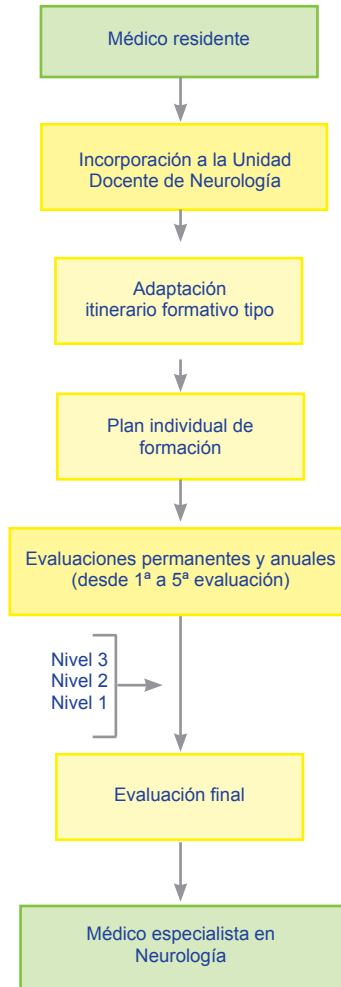 Médico residente
Incorporación a la Unidad
Docente de Neurología
Adaptación
itinerario formativo tipo
Plan individual de
formación
Evaluaciones permanentes y anuales
(desde 1ª a 5ª evaluación)
Nivel 3
Nivel 2
Nivel 1
Evaluación final
Médico especialista en
Neurología